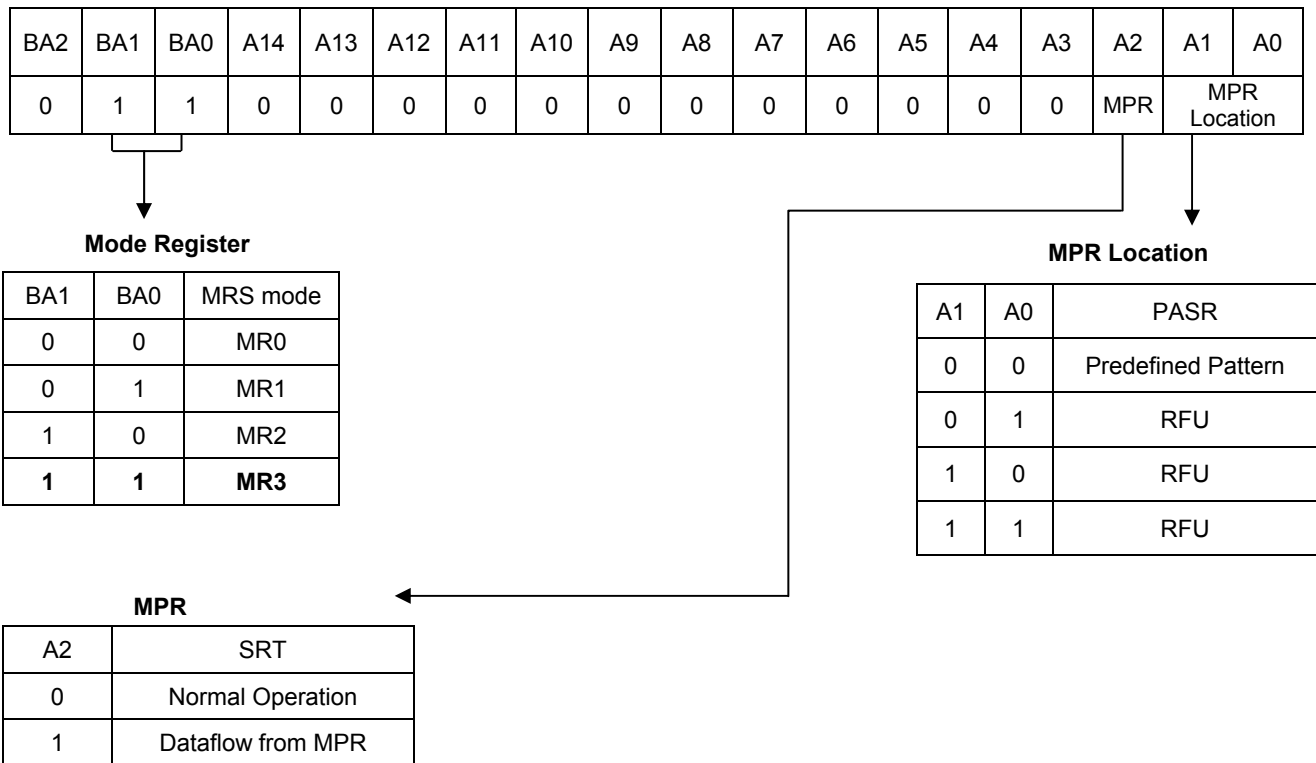 BA2 BA1 BA0 A14 A13 A12 A11 A10 A9 A8 A7 A6 A5 A4 A3 A2 A1 A0
0 1 1 0 0 0 0 0 0 0 0 0 0 0 0 MPR MPR Location
Mode Register
BA1 BA0 MRS mode
0 0 MR0
0 1 MR1
1 0 MR2
1 1 MR3
MPR Location
A1 A0 PASR
0 0 Predefined Pattern
0 1 RFU
1 0 RFU
1 1 RFU
MPR
A2 SRT
0 Normal Operation
1 Dataflow from MPR